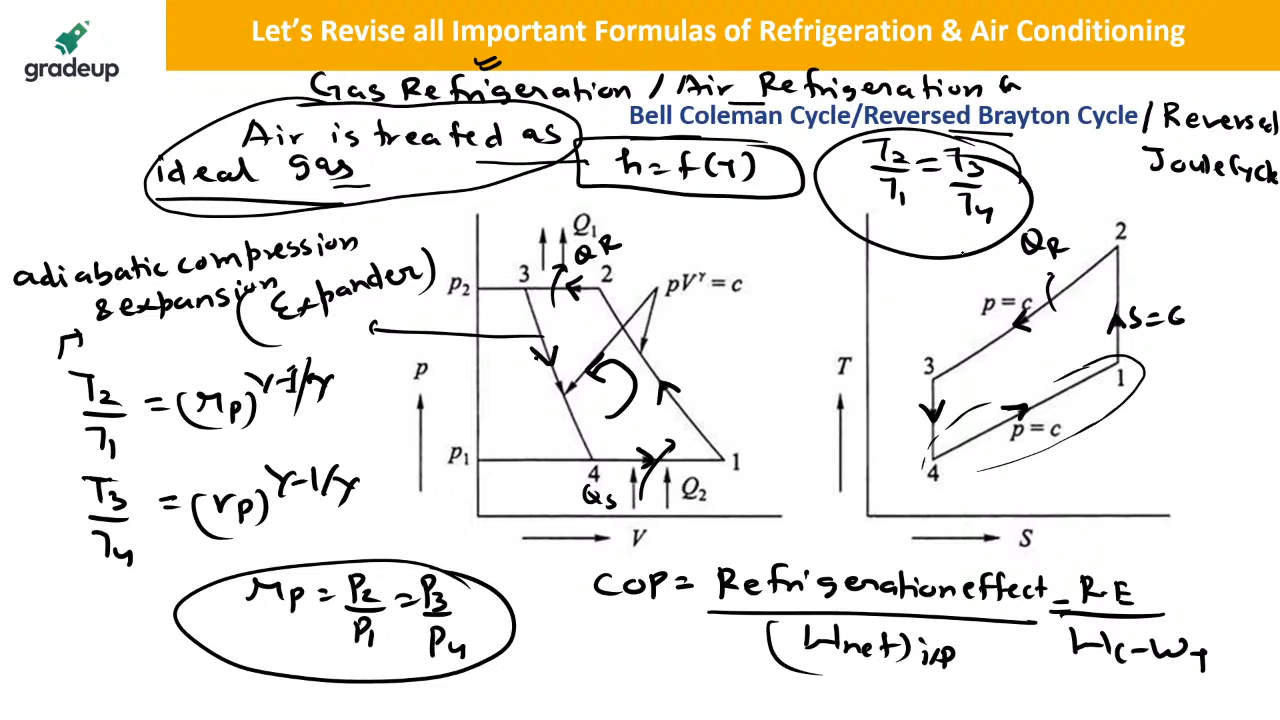 Let's Revise all Important Formulas of Refrigeration & Air Conditioning
gradeup
Gas Refrigeration / Air Refrigeration
Bell Coleman Cycle/Reversed Brayton Cycle / Reversed
Joule Cycle
Air is treated as
ideal gas
h = f(T)
T2/T1 = T3/T4
adiabatic compression
& expansion (Expander)
T2/T1 = (rp)^γ-1/γ
T3/T4 = (rp)^γ-1/γ
rp = P2/P1 = P3/P4
Q1
QR
3 2
p2
pVγ = c
p
p1
4 1
Qs Q2
V
2
QR
p = c
S = C
3
T
1
p = c
4
S
COP = Refrigeration effect / (Wnet)i/p = RE / Wc - WT